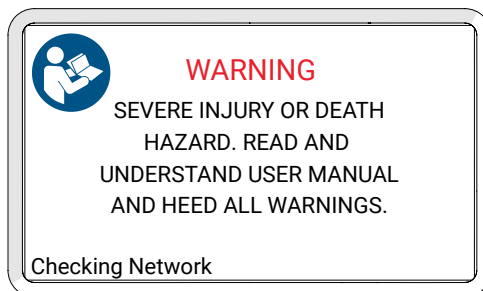 WARNING
SEVERE INJURY OR DEATH
HAZARD. READ AND
UNDERSTAND USER MANUAL
AND HEED ALL WARNINGS.
Checking Network